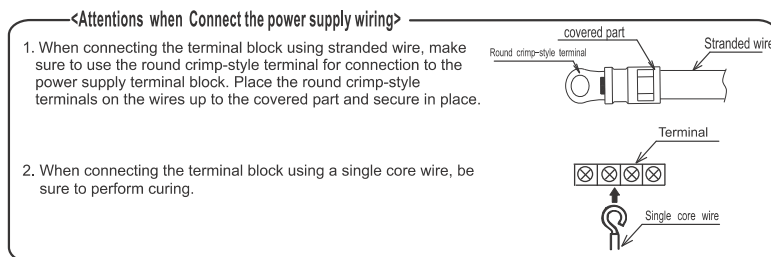 <Attentions when Connect the power supply wiring>
1. When connecting the terminal block using stranded wire, make
sure to use the round crimp-style terminal for connection to the
power supply terminal block. Place the round crimp-style
terminals on the wires up to the covered part and secure in place.
covered part
Round crimp-style terminal
Stranded wire
2. When connecting the terminal block using a single core wire, be
sure to perform curing.
Terminal
Single core wire